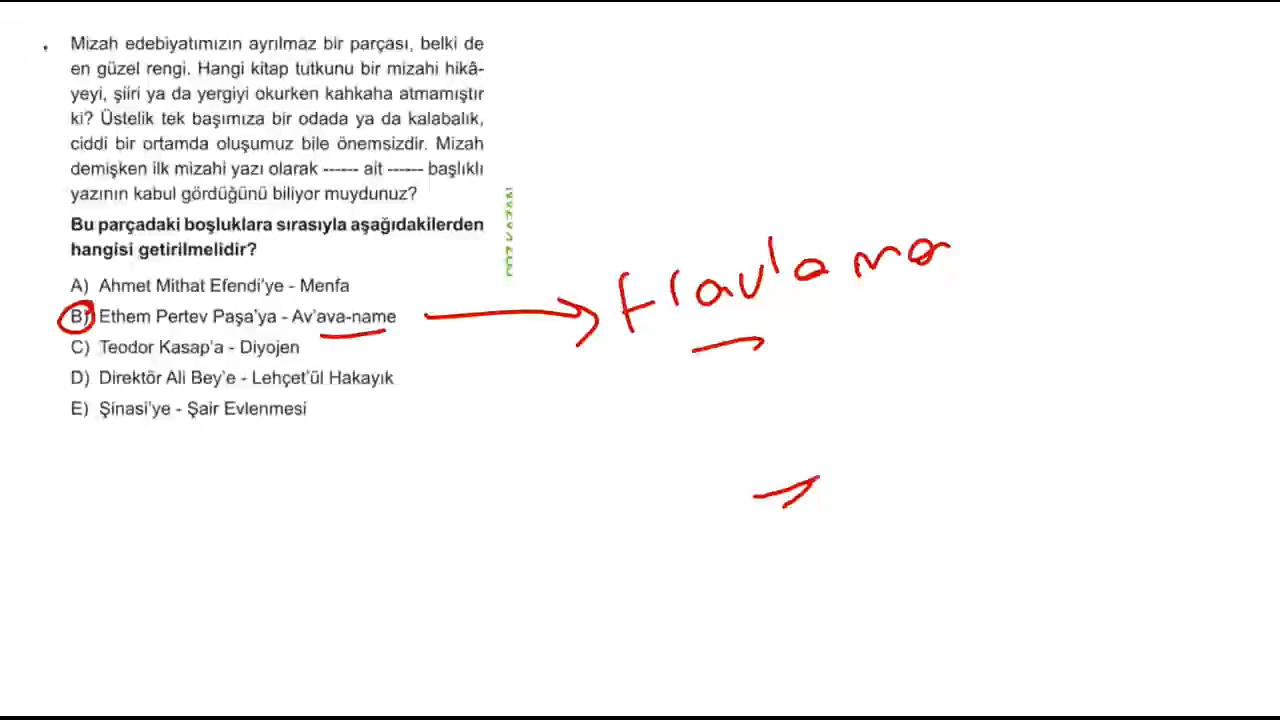 Mizah edebiyatımızın ayrılmaz bir parçası, belki de
en güzel rengi. Hangi kitap tutkunu bir mizahi hikâ-
yeyi, şiiri ya da yergiyi okurken kahkaha atmamıştır
ki? Üstelik tek başımıza bir odada ya da kalabalık,
ciddi bir ortamda oluşumuz bile önemsizdir. Mizah
demişken ilk mizahi yazı olarak ------ ait ------ başlıklı
yazının kabul gördüğünü biliyor muydunuz?
Bu parçadaki boşluklara sırasıyla aşağıdakilerden
hangisi getirilmelidir?
A) Ahmet Mithat Efendi’ye - Menfa
B) Ethem Pertev Paşa’ya - Av’ava-name
C) Teodor Kasap’a - Diyojen
D) Direktör Ali Bey’e - Lehçet’ül Hakayık
E) Şinasi’ye - Şair Evlenmesi